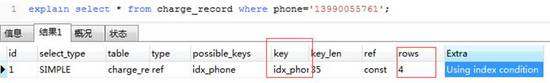 explain select * from charge_record where phone='13990055761';
信息 结果1 概况 状态
id select_type table type possible_keys key key_len ref rows Extra
1 SIMPLE charge_re ref idx_phone idx_phon 35 const 4 Using index condition